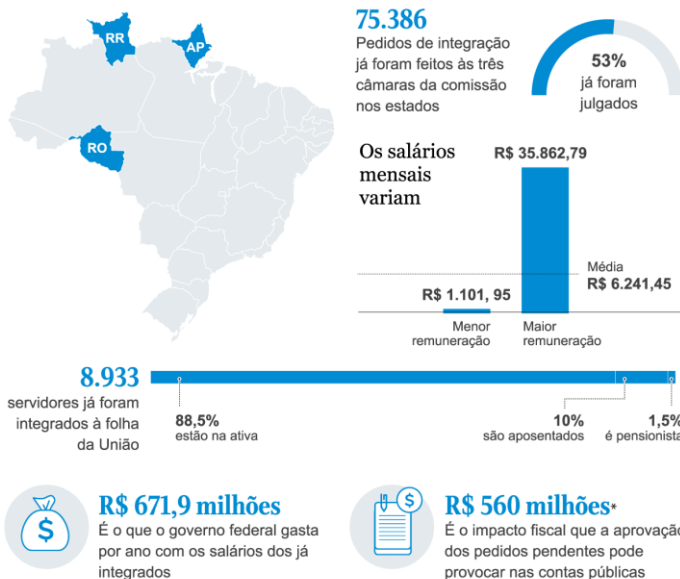 RR
AP
RO
75.386
Pedidos de integração
já foram feitos às três
câmaras da comissão
nos estados
53%
já foram
julgados
Os salários
mensais
variam
R$ 35.862,79
Média
R$ 6.241,45
R$ 1.101, 95
Menor
remuneração
Maior
remuneração
8.933
servidores já foram
integrados à folha
da União
88,5%
estão na ativa
10%
são aposentados
1,5%
é pensionista
R$ 671,9 milhões
É o que o governo federal gasta
por ano com os salários dos já
integrados
R$ 560 milhões*
É o impacto fiscal que a aprovação
dos pedidos pendentes pode
provocar nas contas públicas
$
$